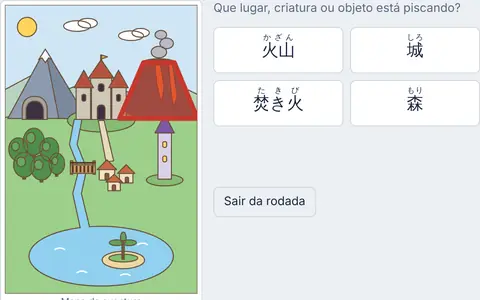 Que lugar, criatura ou objeto está piscando?
かざん
火山
しろ
城
たきび
焚き火
もり
森
Sair da rodada